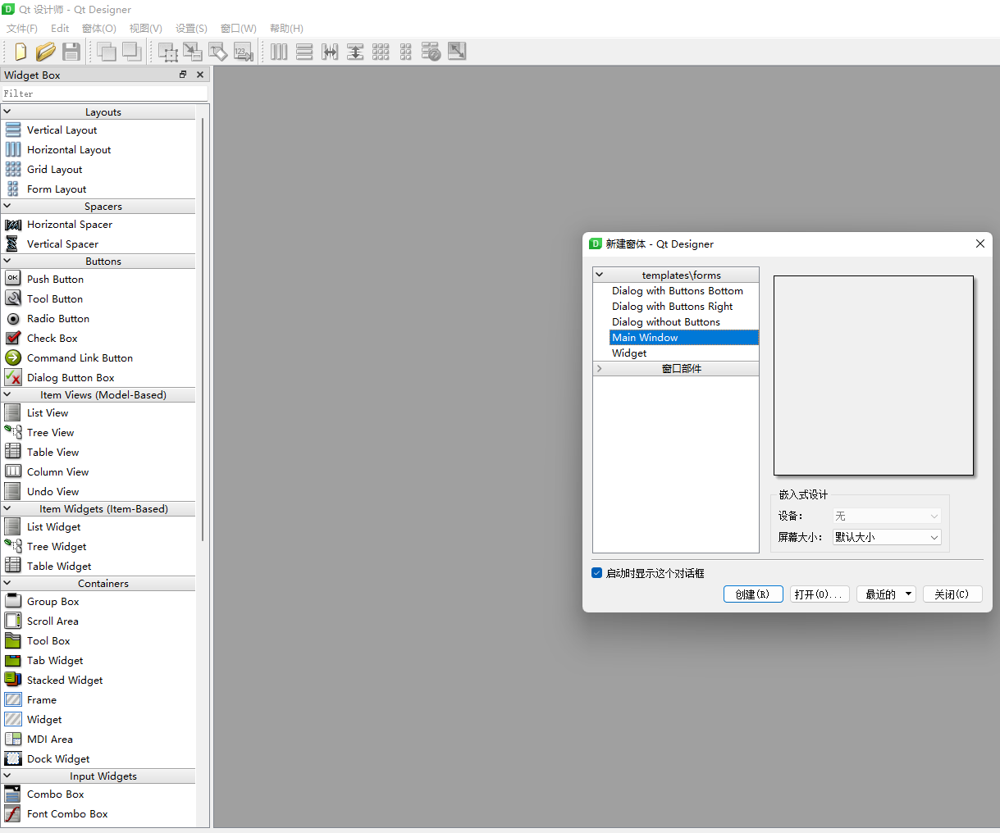 Qt 设计师 - Qt Designer
文件(F) Edit 窗体(O) 视图(V) 设置(S) 窗口(W) 帮助(H)
123
Widget Box
Filter
Layouts
Vertical Layout
Horizontal Layout
Grid Layout
Form Layout
Spacers
Horizontal Spacer
Vertical Spacer
Buttons
OK Push Button
Tool Button
Radio Button
Check Box
Command Link Button
Dialog Button Box
Item Views (Model-Based)
List View
Tree View
Table View
Column View
Undo View
Item Widgets (Item-Based)
List Widget
Tree Widget
Table Widget
Containers
Group Box
Scroll Area
Tool Box
Tab Widget
Stacked Widget
Frame
Widget
MDI Area
Dock Widget
Input Widgets
Combo Box
Font Combo Box
新建窗体 - Qt Designer
templates\forms
Dialog with Buttons Bottom
Dialog with Buttons Right
Dialog without Buttons
Main Window
Widget
窗口部件
嵌入式设计
设备: 无
屏幕大小: 默认大小
启动时显示这个对话框
创建(R) 打开(O)... 最近的 关闭(C)